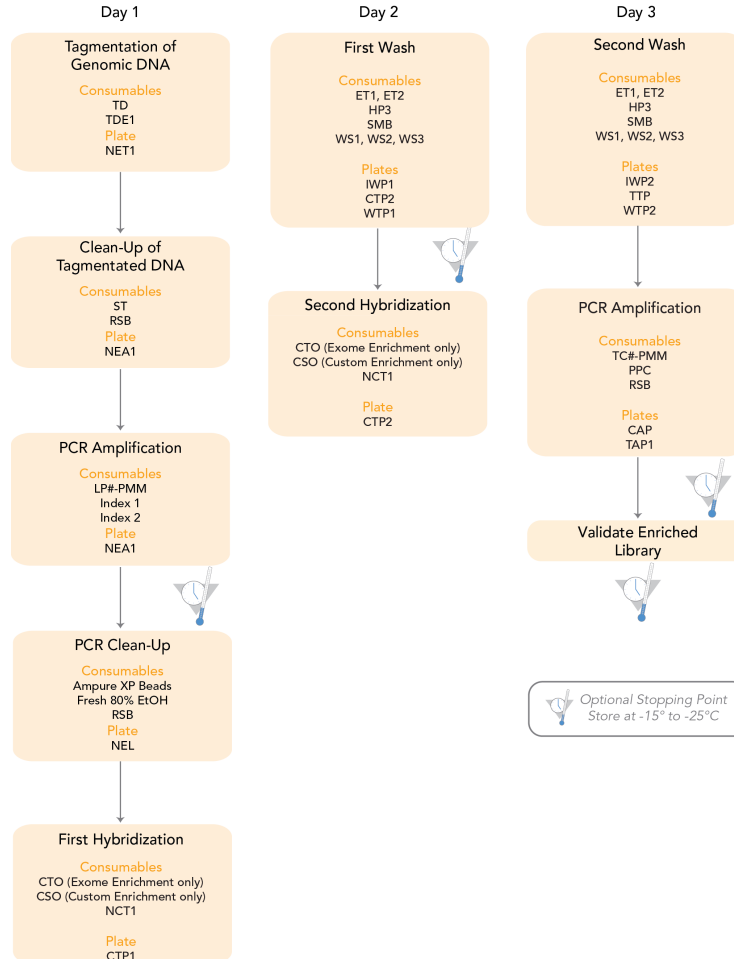 Day 1
Tagmentation of
Genomic DNA
Consumables
TD
TDE1
Plate
NET1
Clean-Up of
Tagmentated DNA
Consumables
ST
RSB
Plate
NEA1
PCR Amplification
Consumables
LP#-PMM
Index 1
Index 2
Plate
NEA1
PCR Clean-Up
Consumables
Ampure XP Beads
Fresh 80% EtOH
RSB
Plate
NEL
First Hybridization
Consumables
CTO (Exome Enrichment only)
CSO (Custom Enrichment only)
NCT1
Plate
CTP1
Day 2
First Wash
Consumables
ET1, ET2
HP3
SMB
WS1, WS2, WS3
Plates
IWP1
CTP2
WTP1
Second Hybridization
Consumables
CTO (Exome Enrichment only)
CSO (Custom Enrichment only)
NCT1
Plate
CTP2
Day 3
Second Wash
Consumables
ET1, ET2
HP3
SMB
WS1, WS2, WS3
Plates
IWP2
TTP
WTP2
PCR Amplification
Consumables
TC#-PMM
PPC
RSB
Plates
CAP
TAP1
Validate Enriched
Library
Optional Stopping Point
Store at -15° to -25°C